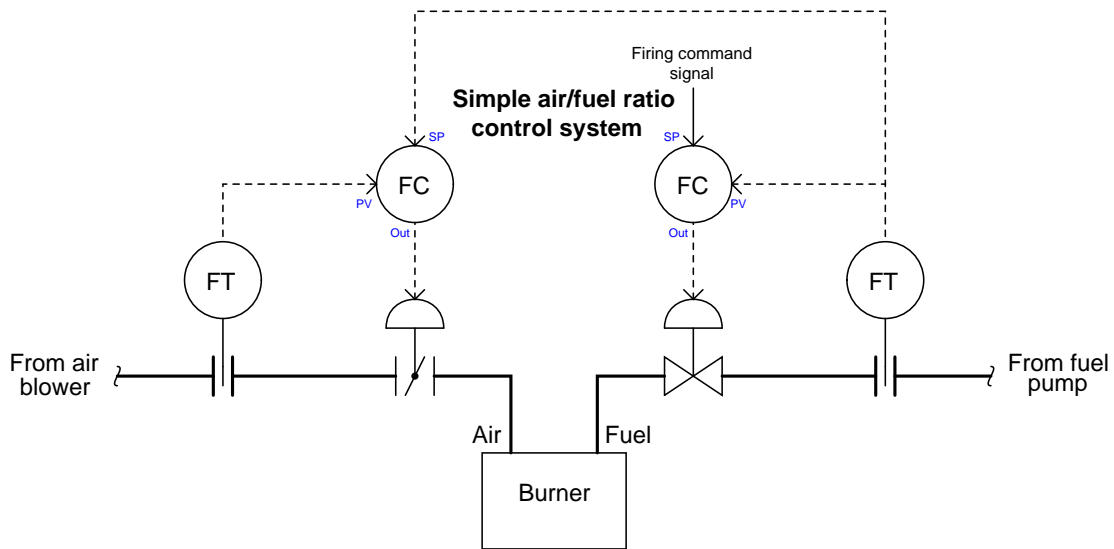 Firing command
signal
Simple air/fuel ratio
control system
SP
SP
FC
FC
PV
PV
Out
Out
FT
FT
From air
blower
From fuel
pump
Air
Fuel
Burner